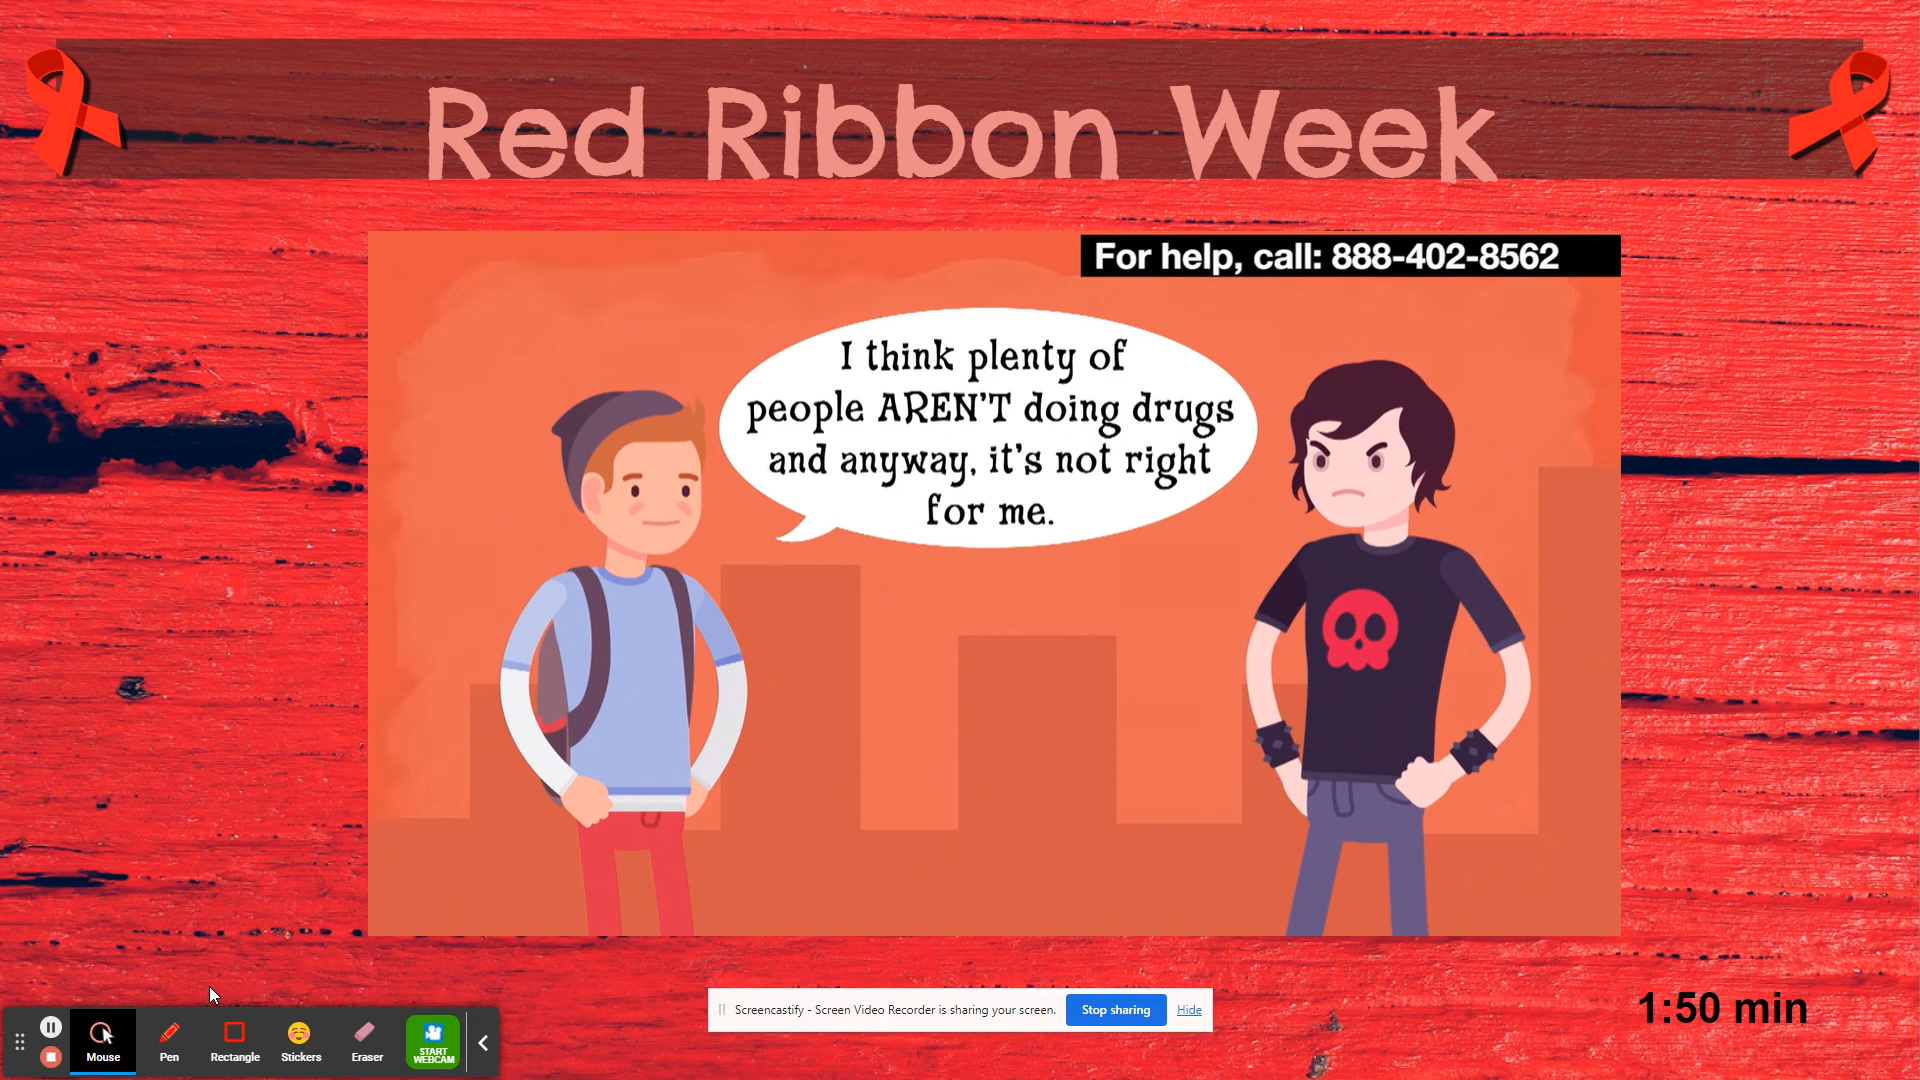 Red Ribbon Week
For help, call: 888-402-8562
I think plenty of
people AREN'T doing drugs
and anyway, it's not right
for me.
1:50 min
Screencastify - Screen Video Recorder is sharing your screen.
Stop sharing
Hide
Mouse
Pen
Rectangle
Stickers
Eraser
START
WEBCAM